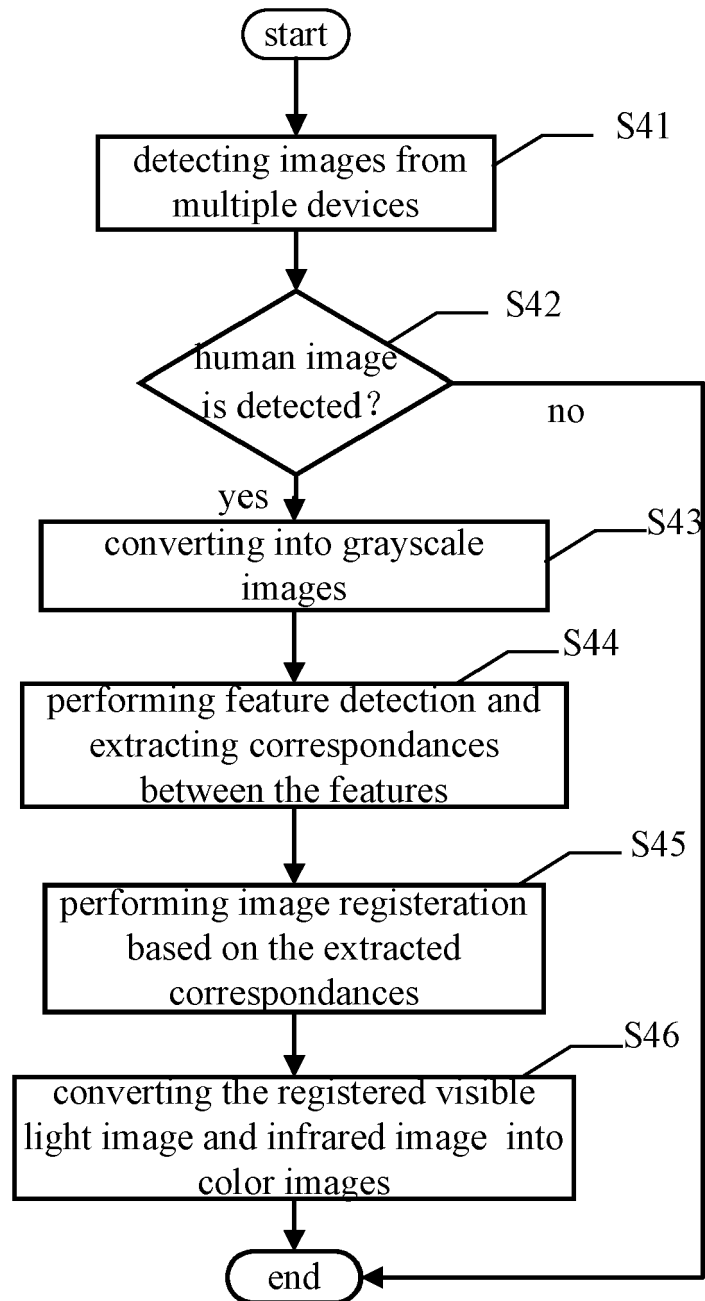 start
S41
detecting images from
multiple devices
S42
human image
is detected？
no
yes
S43
converting into grayscale
images
S44
performing feature detection and
extracting correspondances
between the features
S45
performing image registeration
based on the extracted
correspondances
S46
converting the registered visible
light image and infrared image into
color images
end